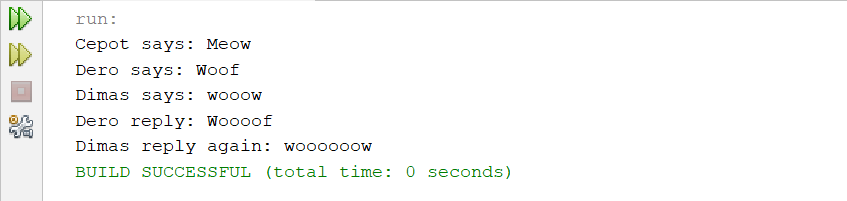 run:
Cepot says: Meow
Dero says: Woof
Dimas says: wooow
Dero reply: Woooof
Dimas reply again: woooooow
BUILD SUCCESSFUL (total time: 0 seconds)